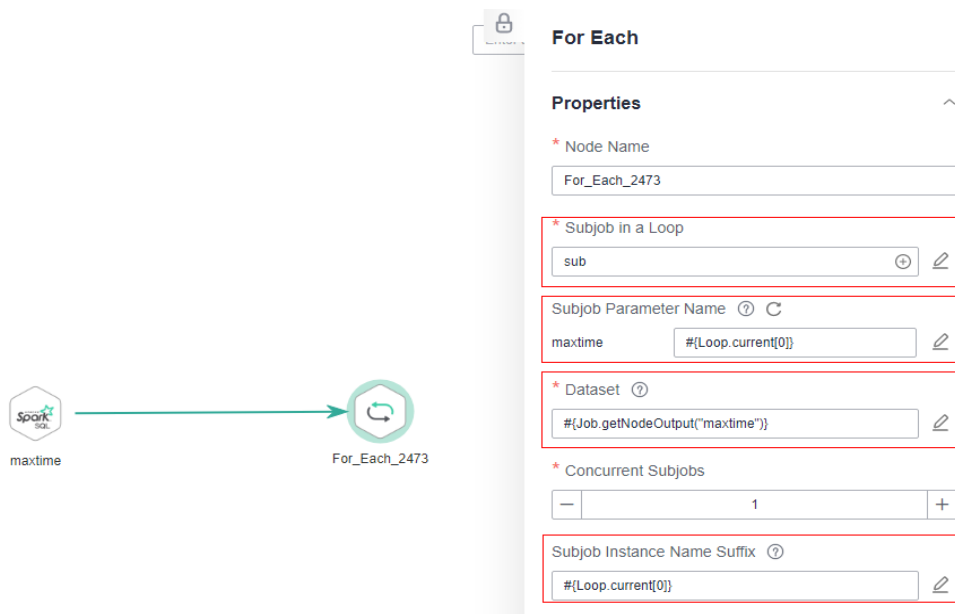 For Each
Properties
* Node Name
For_Each_2473
* Subjob in a Loop
sub
Subjob Parameter Name
maxtime
#{Loop.current[0]}
* Dataset
#{Job.getNodeOutput("maxtime")}
* Concurrent Subjobs
1
Subjob Instance Name Suffix
#{Loop.current[0]}
Spark
SQL
maxtime
For_Each_2473